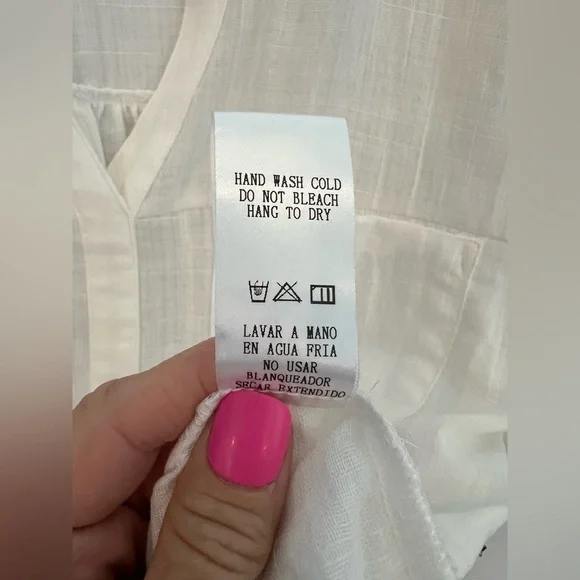 HAND WASH COLD
DO NOT BLEACH
HANG TO DRY
LAVAR A MANO
EN AGUA FRIA
NO USAR
BLANQUEADOR
SECAR EXTENDIDO